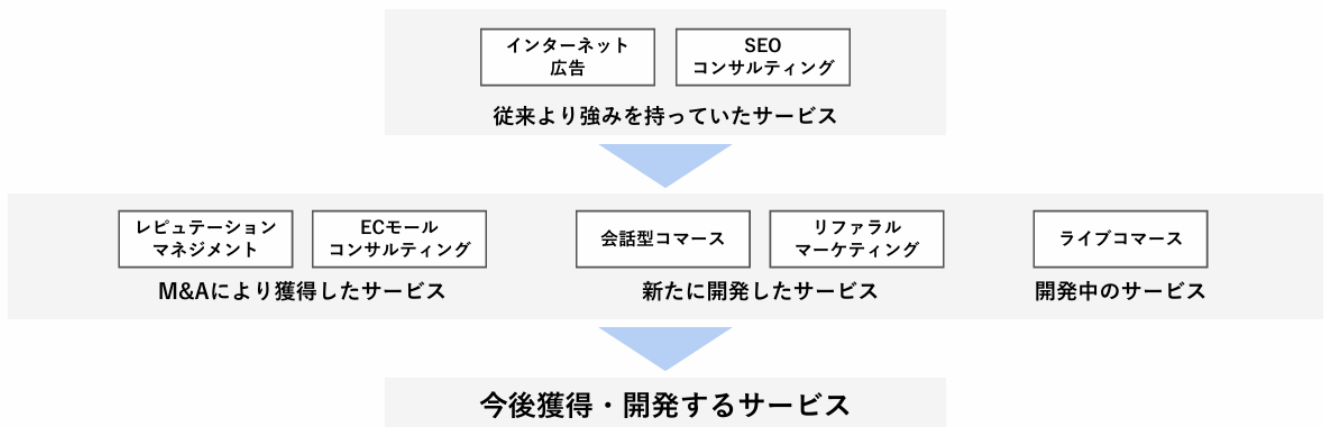 インターネット
広告
SEO
コンサルティング
従来より強みを持っていたサービス
レピュテーション
マネジメント
ECモール
コンサルティング
M&Aにより獲得したサービス
会話型コマース
リファラル
マーケティング
新たに開発したサービス
ライブコマース
開発中のサービス
今後獲得・開発するサービス